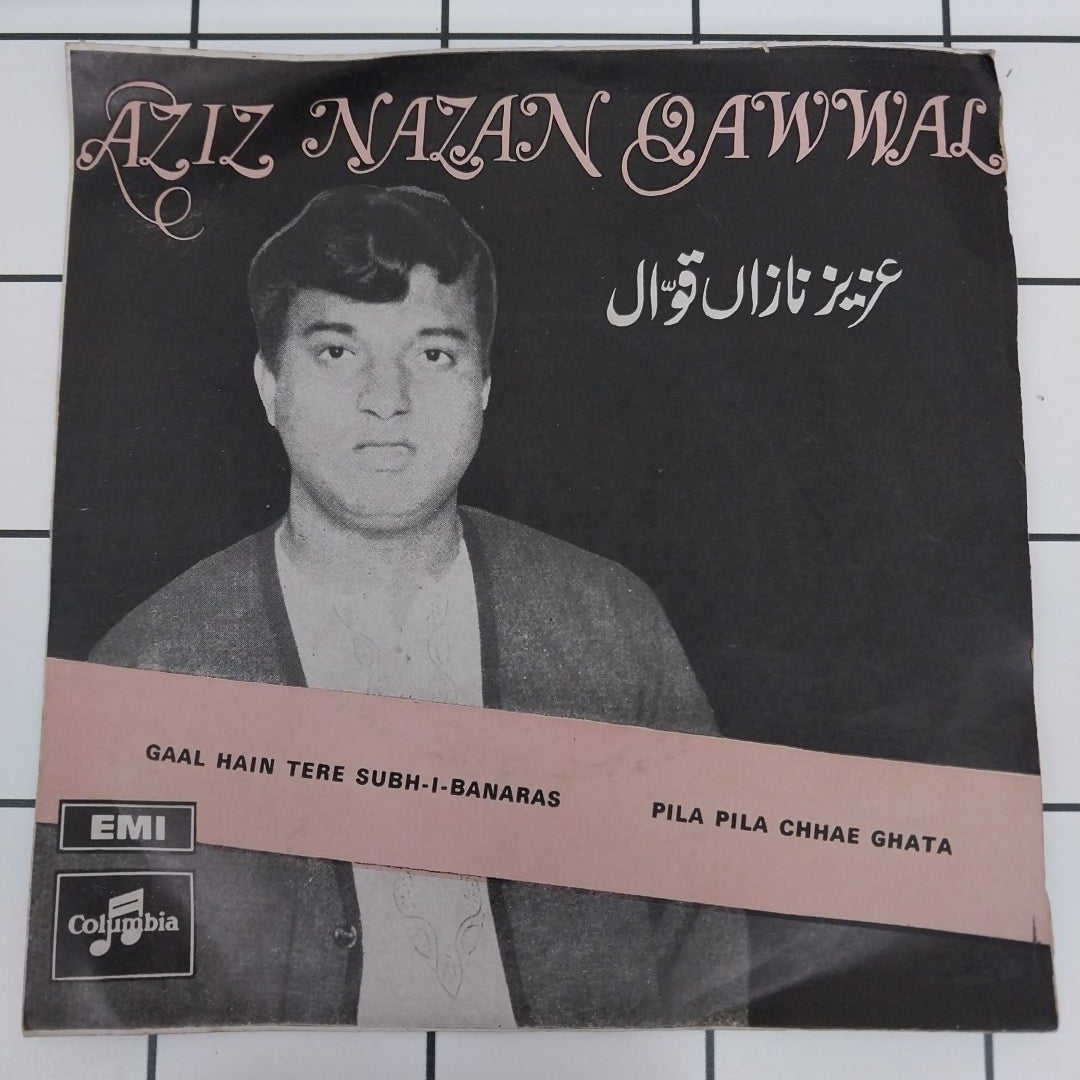 AZIZ NAZAN QAWWAL
عزیز نازاں قوّال
GAAL HAIN TERE SUBH-I-BANARAS
PILA PILA CHHAE GHATA
EMI
Columbia